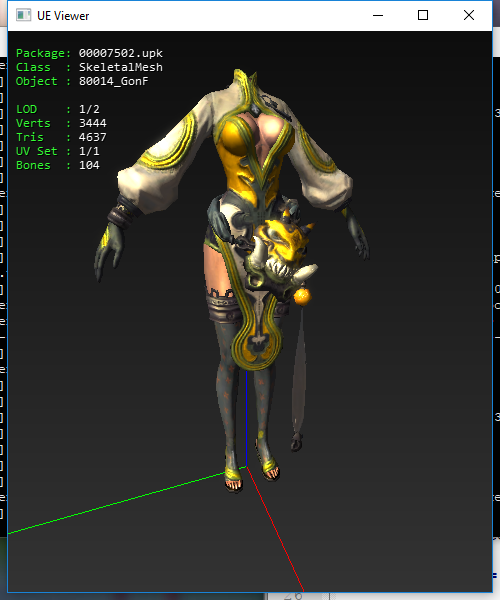 UE Viewer
Package: 00007502.upk
Class : SkeletalMesh
Object : 80014_GonF
LOD : 1/2
Verts : 3444
Tris : 4637
UV Set : 1/1
Bones : 104